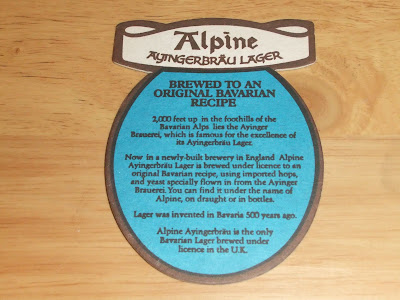 Alpine
AYINGERBRÄU LAGER
BREWED TO AN
ORIGINAL BAVARIAN
RECIPE
2,000 feet up in the foothills of the
Bavarian Alps lies the Ayinger
Brauerei, which is famous for the excellence of
its Ayingerbräu Lager.
Now in a newly-built brewery in England Alpine
Ayingerbräu Lager is brewed under licence to an
original Bavarian recipe, using imported hops,
and yeast specially flown in from the Ayinger
Brauerei. You can find it under the name of
Alpine, on draught or in bottles.
Lager was invented in Bavaria 500 years ago.
Alpine Ayingerbräu is the only
Bavarian Lager brewed under
licence in the U.K.